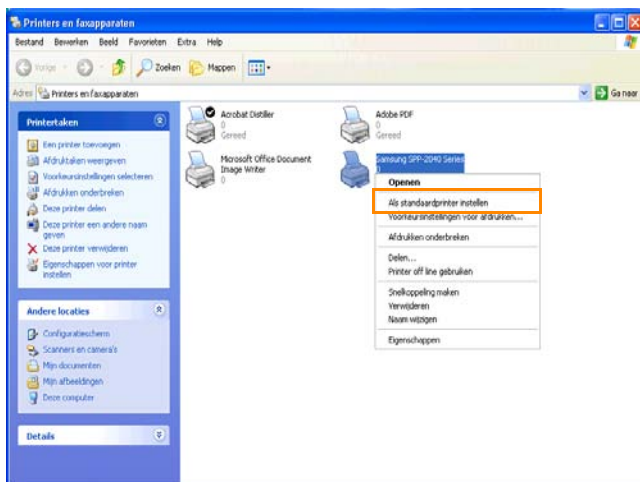 Printers en faxapparaten
Bestand Bewerken Beeld Favorieten Extra Help
Vorige Zoeken Mappen
Adres Printers en faxapparaten Ga naar
Printertaken
Een printer toevoegen
Afdruktaken weergeven
Voorkeursinstellingen selecteren
Afdrukken onderbreken
Deze printer delen
Deze printer een andere naam
geven
Deze printer verwijderen
Eigenschappen voor printer
instellen
Andere locaties
Configuratiescherm
Scanners en camera's
Mijn documenten
Mijn afbeeldingen
Deze computer
Details
Acrobat Distiller
0
Gereed
Adobe PDF
0
Gereed
Microsoft Office Document
Image Writer
0
Samsung SPP-2040 Series
0
Openen
Als standaardprinter instellen
Voorkeursinstellingen voor afdrukken...
Afdrukken onderbreken
Delen...
Printer off line gebruiken
Snelkoppeling maken
Verwijderen
Naam wijzigen
Eigenschappen